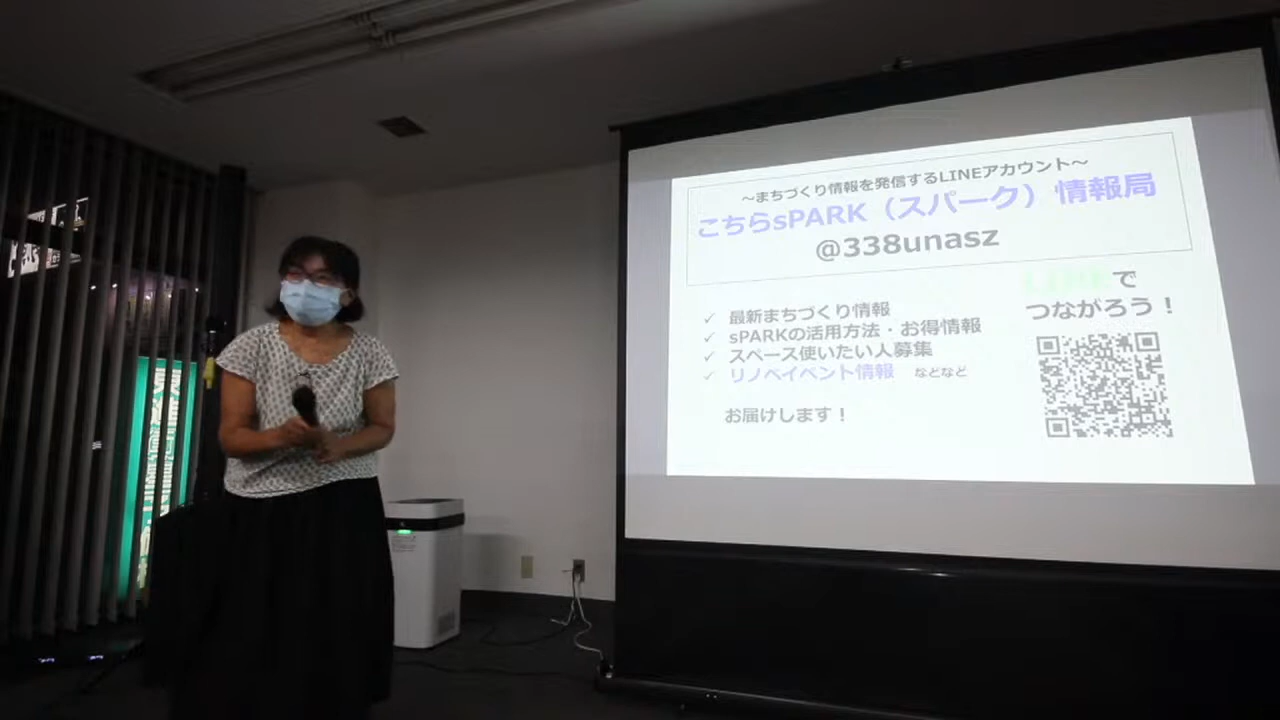 ～まちづくり情報を発信するLINEアカウント～
こちらsPARK（スパーク）情報局
@338unasz
LINEで
つながろう！
✓ 最新まちづくり情報
✓ sPARKの活用方法・お得情報
✓ スペース使いたい人募集
✓ リノベイベント情報 などなど
お届けします！